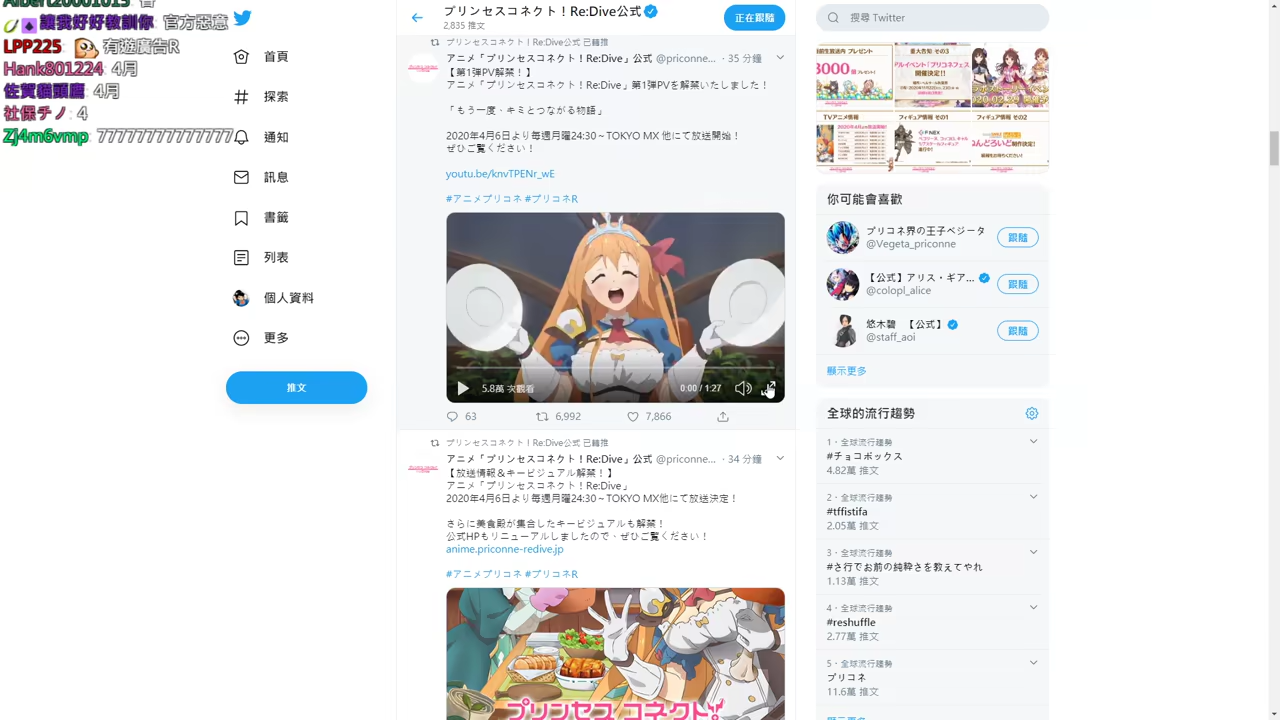 讓我好好教訓你: 官方惡意
LPP225: 有遊廣告R
Hank801224: 4月
佐賀貓頭鷹: 4月
社保チノ: 4
Zj4m6vmp: 7777777777777
首頁
探索
通知
訊息
書籤
列表
個人資料
更多
推文
プリンセスコネクト！Re:Dive公式
2,835 推文
正在跟隨
プリンセスコネクト！Re:Dive公式 已轉推
アニメ「プリンセスコネクト！Re:Dive」公式 @priconne... · 35 分鐘
【第1弾PV解禁！】
アニメ「プリンセスコネクト！Re:Dive」第1弾PVを解禁いたしました！
2020年4月6日より毎週月曜24:30～TOKYO MX 他にて放送開始！
ぜひご覧ください！
youtu.be/knvTPENr_wE
#アニメプリコネ #プリコネR
5.8萬 次觀看
0:00 / 1:27
63
6,992
7,866
プリンセスコネクト！Re:Dive公式 已轉推
アニメ「プリンセスコネクト！Re:Dive」公式 @priconne... · 34 分鐘
【放送情報＆キービジュアル解禁！】
アニメ「プリンセスコネクト！Re:Dive」
2020年4月6日より毎週月曜24:30～TOKYO MX他にて放送決定！
さらに美食殿が集合したキービジュアルも解禁！
公式HPもリニューアルしましたので、ぜひご覧ください！
anime.priconne-redive.jp
#アニメプリコネ #プリコネR
プリンセスコネクト！
搜尋 Twitter
重大告知 その3
TVアニメ情報
フィギュア情報 その1
フィギュア情報 その2
你可能會喜歡
プリコネ界の王子ベジータ
@Vegeta_priconne
跟隨
【公式】アリス・ギア...
@colopl_alice
跟隨
悠木碧 【公式】
@staff_aoi
跟隨
顯示更多
全球的流行趨勢
1 · 全球流行趨勢
#チョコボックス
4.82萬 推文
2 · 全球流行趨勢
#tffistifa
2.05萬 推文
3 · 全球流行趨勢
#さ行でお前の純粋さを教えてやれ
1.13萬 推文
4 · 全球流行趨勢
#reshuffle
2.77萬 推文
5 · 全球流行趨勢
プリコネ
11.6萬 推文